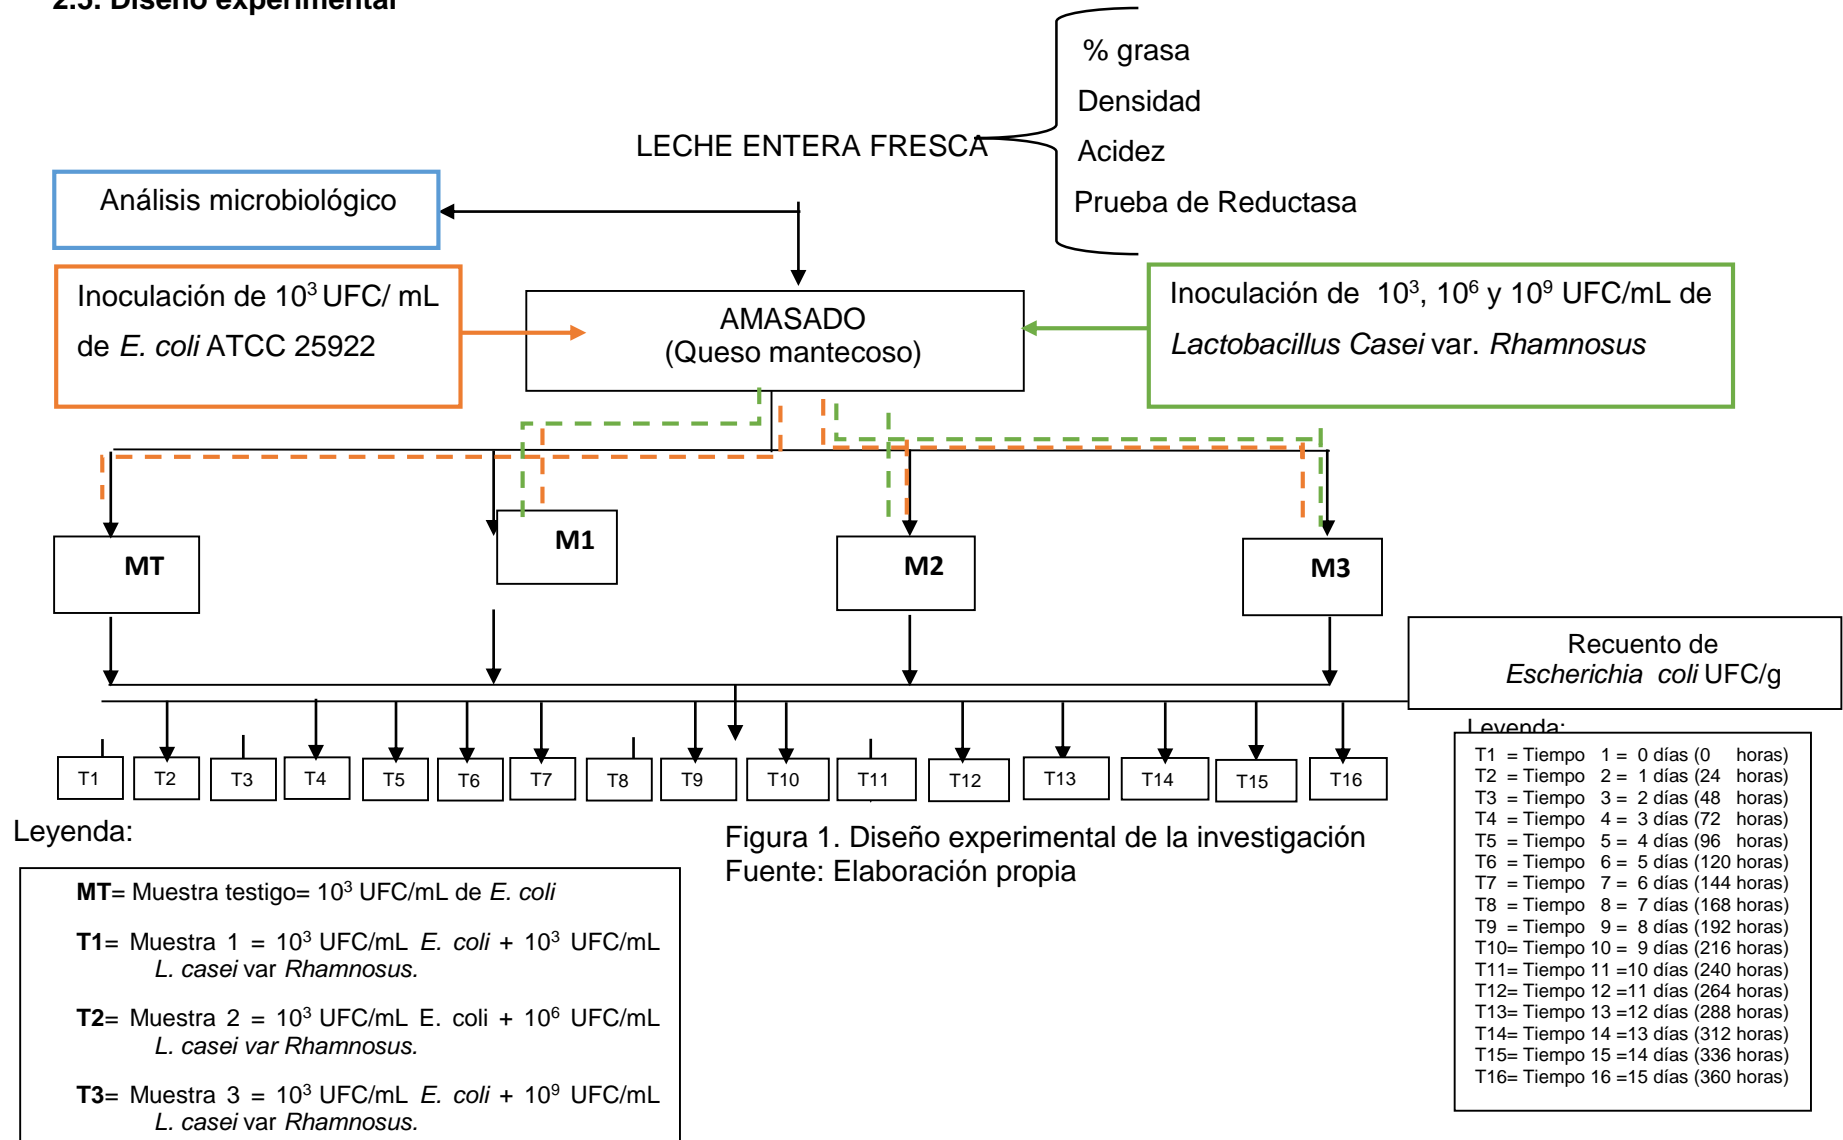 2.5. Diseño experimental
% grasa
Densidad
LECHE ENTERA FRESCA
Acidez
Prueba de Reductasa
Análisis microbiológico
Inoculación de 10³ UFC/ mL
de E. coli ATCC 25922
AMASADO
(Queso mantecoso)
Inoculación de 10³, 10⁶ y 10⁹ UFC/mL de
Lactobacillus Casei var. Rhamnosus
MT
M1
M2
M3
Recuento de
Escherichia coli UFC/g
T1 T2 T3 T4 T5 T6 T7 T8 T9 T10 T11 T12 T13 T14 T15 T16
Leyenda:
T1 = Tiempo 1 = 0 días (0 horas)
T2 = Tiempo 2 = 1 días (24 horas)
T3 = Tiempo 3 = 2 días (48 horas)
T4 = Tiempo 4 = 3 días (72 horas)
T5 = Tiempo 5 = 4 días (96 horas)
T6 = Tiempo 6 = 5 días (120 horas)
T7 = Tiempo 7 = 6 días (144 horas)
T8 = Tiempo 8 = 7 días (168 horas)
T9 = Tiempo 9 = 8 días (192 horas)
T10= Tiempo 10 = 9 días (216 horas)
T11= Tiempo 11 =10 días (240 horas)
T12= Tiempo 12 =11 días (264 horas)
T13= Tiempo 13 =12 días (288 horas)
T14= Tiempo 14 =13 días (312 horas)
T15= Tiempo 15 =14 días (336 horas)
T16= Tiempo 16 =15 días (360 horas)
Leyenda:
MT= Muestra testigo= 10³ UFC/mL de E. coli
T1= Muestra 1 = 10³ UFC/mL E. coli + 10³ UFC/mL
L. casei var Rhamnosus.
T2= Muestra 2 = 10³ UFC/mL E. coli + 10⁶ UFC/mL
L. casei var Rhamnosus.
T3= Muestra 3 = 10³ UFC/mL E. coli + 10⁹ UFC/mL
L. casei var Rhamnosus.
Figura 1. Diseño experimental de la investigación
Fuente: Elaboración propia